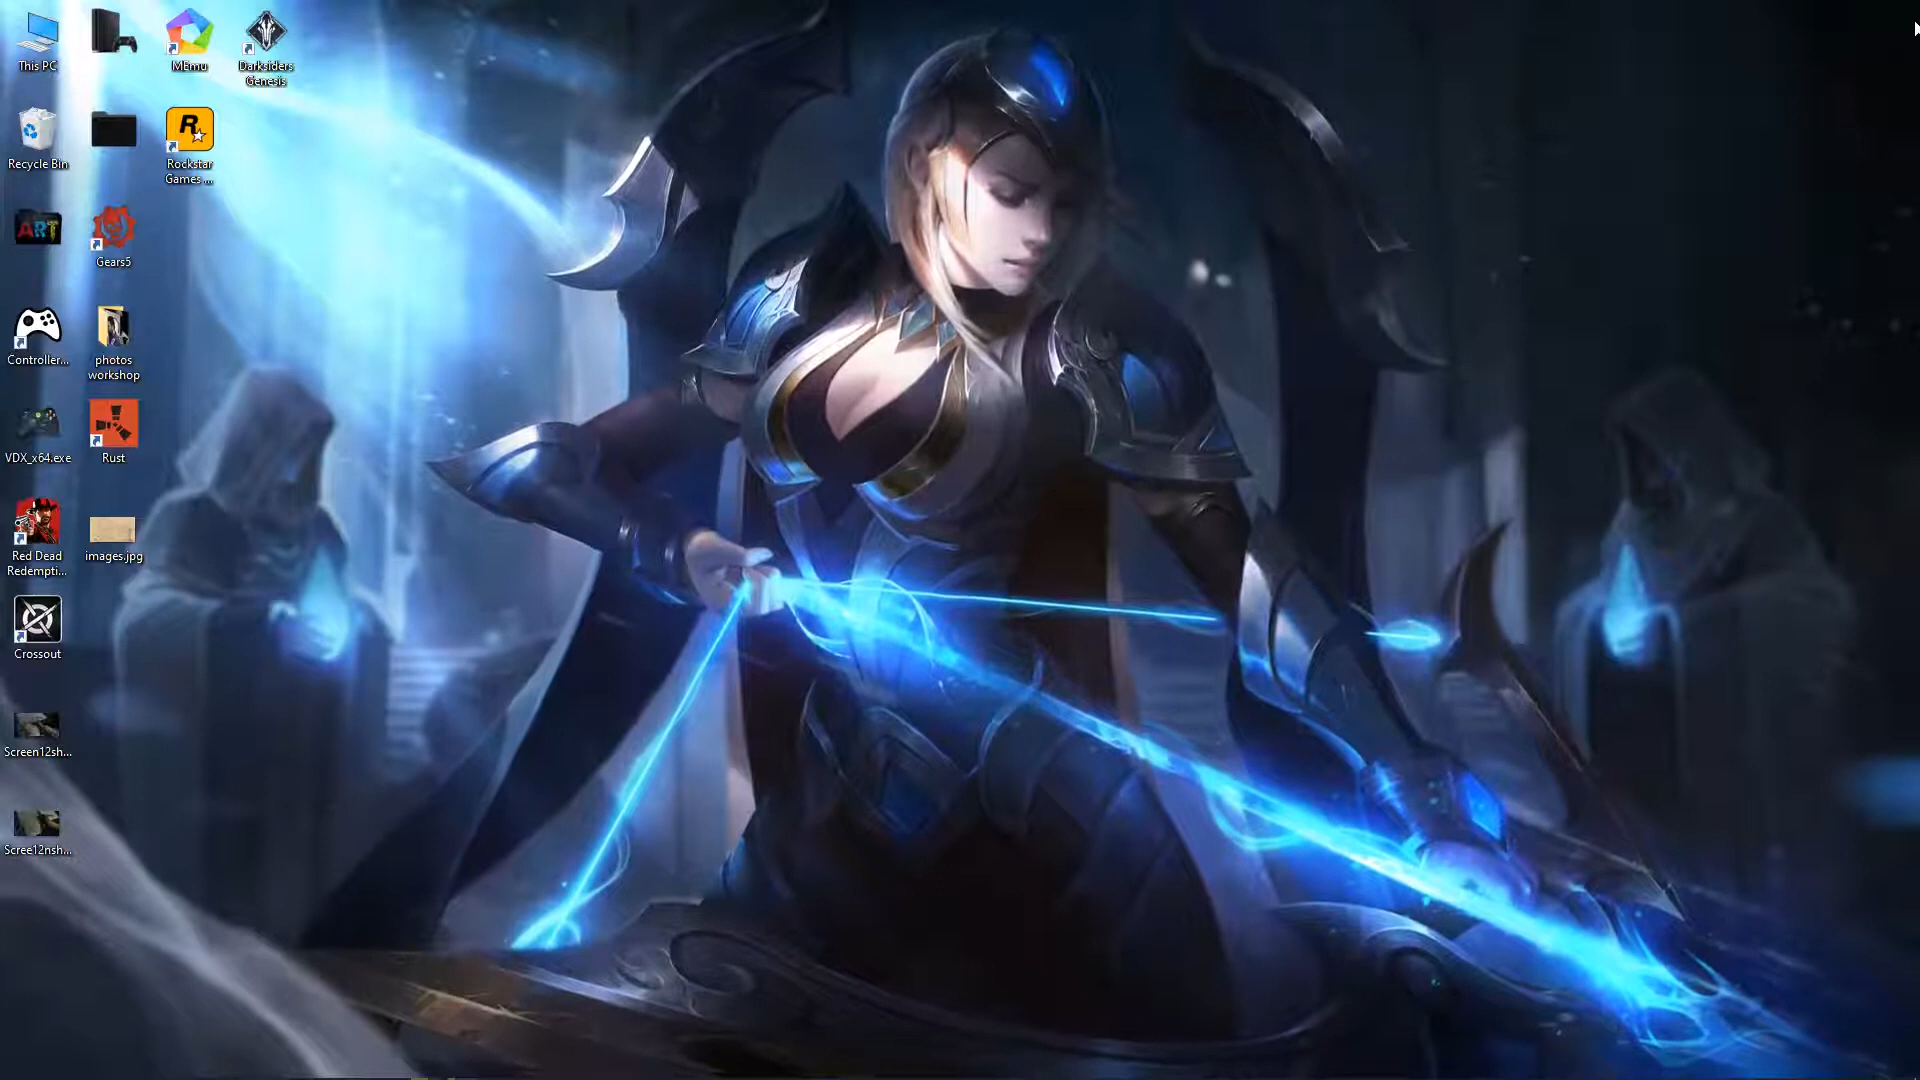 This PC
MEmu
Darksiders
Genesis
Recycle Bin
R
Rockstar
Games ...
ART
Gears5
Controller...
photos
workshop
VDX_x64.exe
Rust
Red Dead
Redempti...
images.jpg
Crossout
Screen12sh...
Scree12nsh...